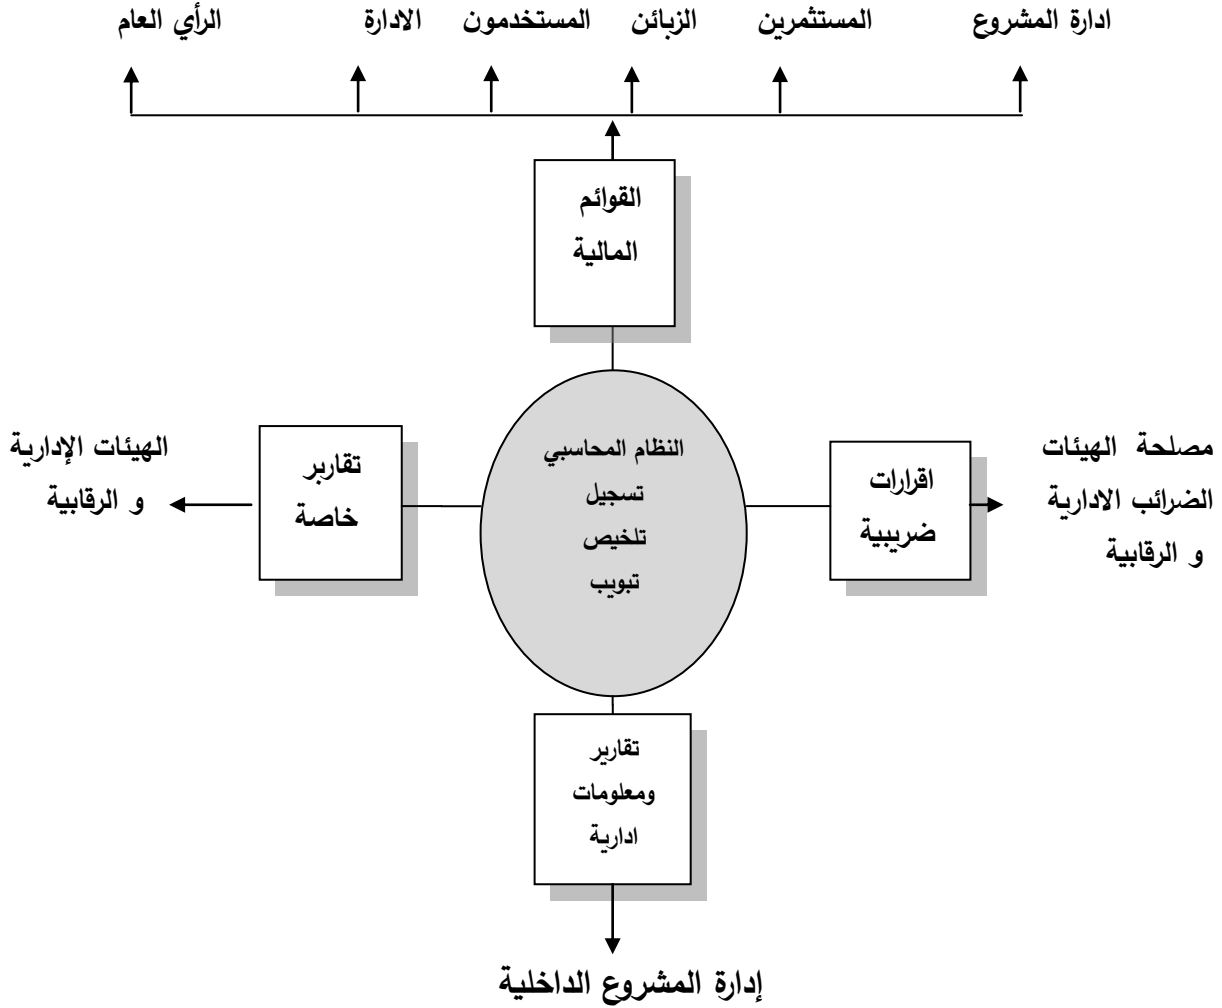 ادارة المشروع المستثمرين الزبائن المستخدمون الادارة الرأي العام
القوائم
المالية
مصلحة الهيئات
الضرائب الادارية
و الرقابية
اقرارات
ضريبية
النظام المحاسبي
تسجيل
تلخيص
تبويب
تقاربر
خاصة
الهيئات الإدارية
و الرقابية
تقارير
ومعلومات
ادارية
إدارة المشروع الداخلية